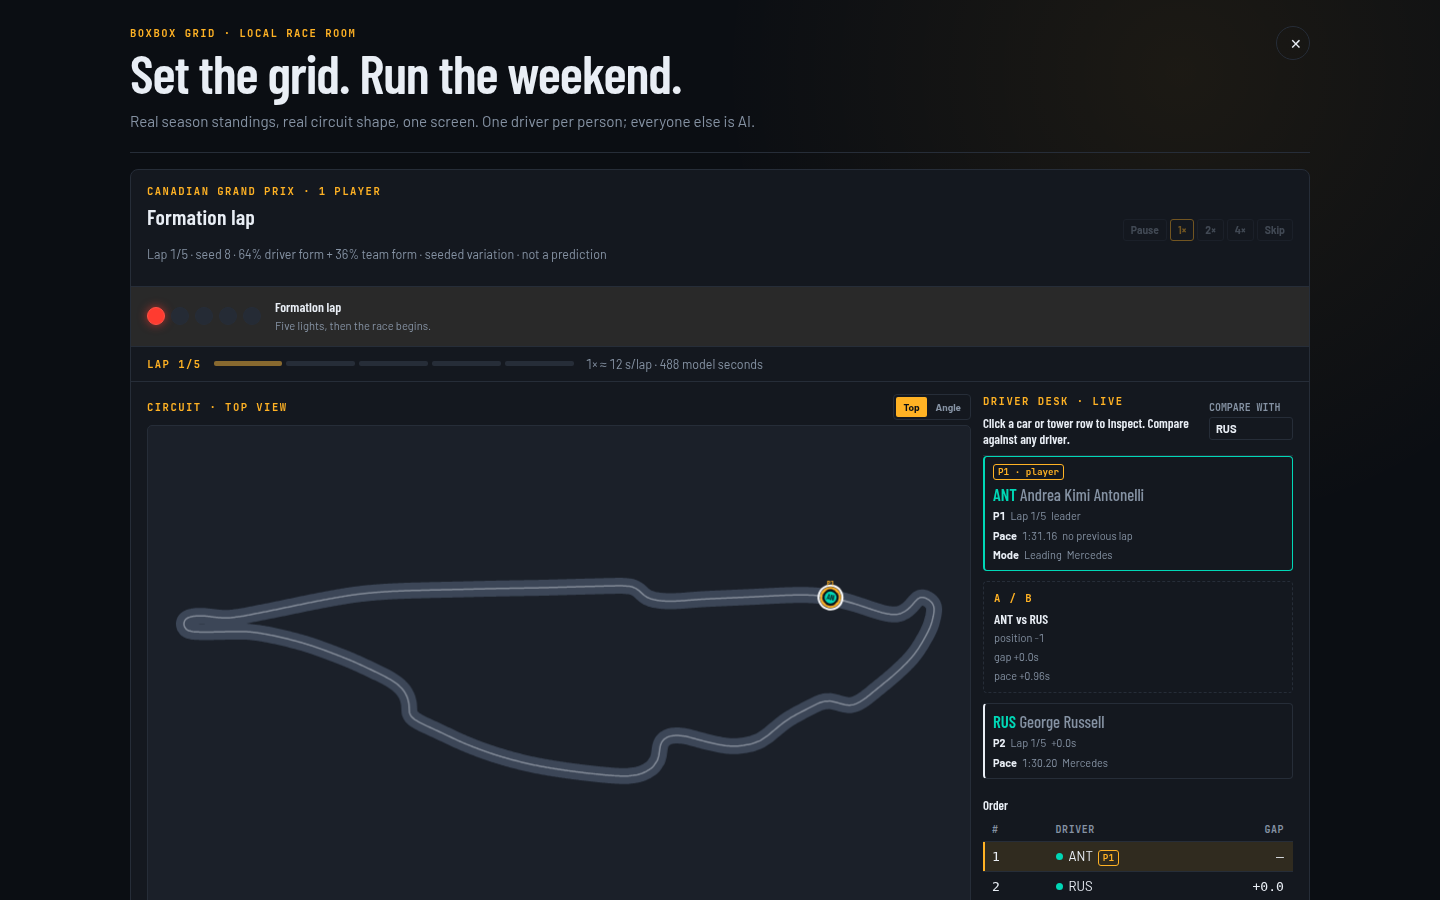 BOXBOX GRID · LOCAL RACE ROOM
Set the grid. Run the weekend.
Real season standings, real circuit shape, one screen. One driver per person; everyone else is AI.
×
CANADIAN GRAND PRIX · 1 PLAYER
Formation lap
Pause 1× 2× 4× Skip
Lap 1/5 · seed 8 · 64% driver form + 36% team form · seeded variation · not a prediction
Formation lap
Five lights, then the race begins.
LAP 1/5
1× ≈ 12 s/lap · 488 model seconds
CIRCUIT · TOP VIEW
Top Angle
DRIVER DESK · LIVE
Click a car or tower row to Inspect. Compare
against any driver.
COMPARE WITH
RUS
P1 · player
ANT Andrea Kimi Antonelli
P1 Lap 1/5 leader
Pace 1:31.16 no previous lap
Mode Leading Mercedes
A / B
ANT vs RUS
position -1
gap +0.0s
pace +0.96s
RUS George Russell
P2 Lap 1/5 +0.0s
Pace 1:30.20 Mercedes
Order
# DRIVER GAP
1 ANT P1 —
2 RUS +0.0